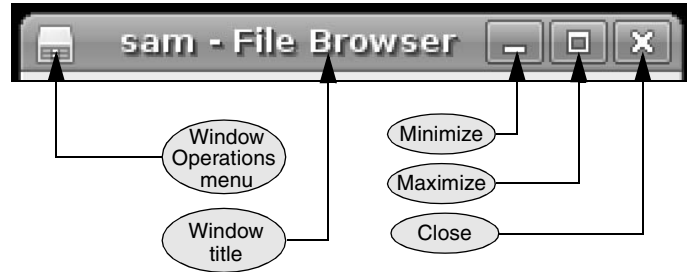 sam - File Browser
Window
Operations
menu
Minimize
Maximize
Window
title
Close